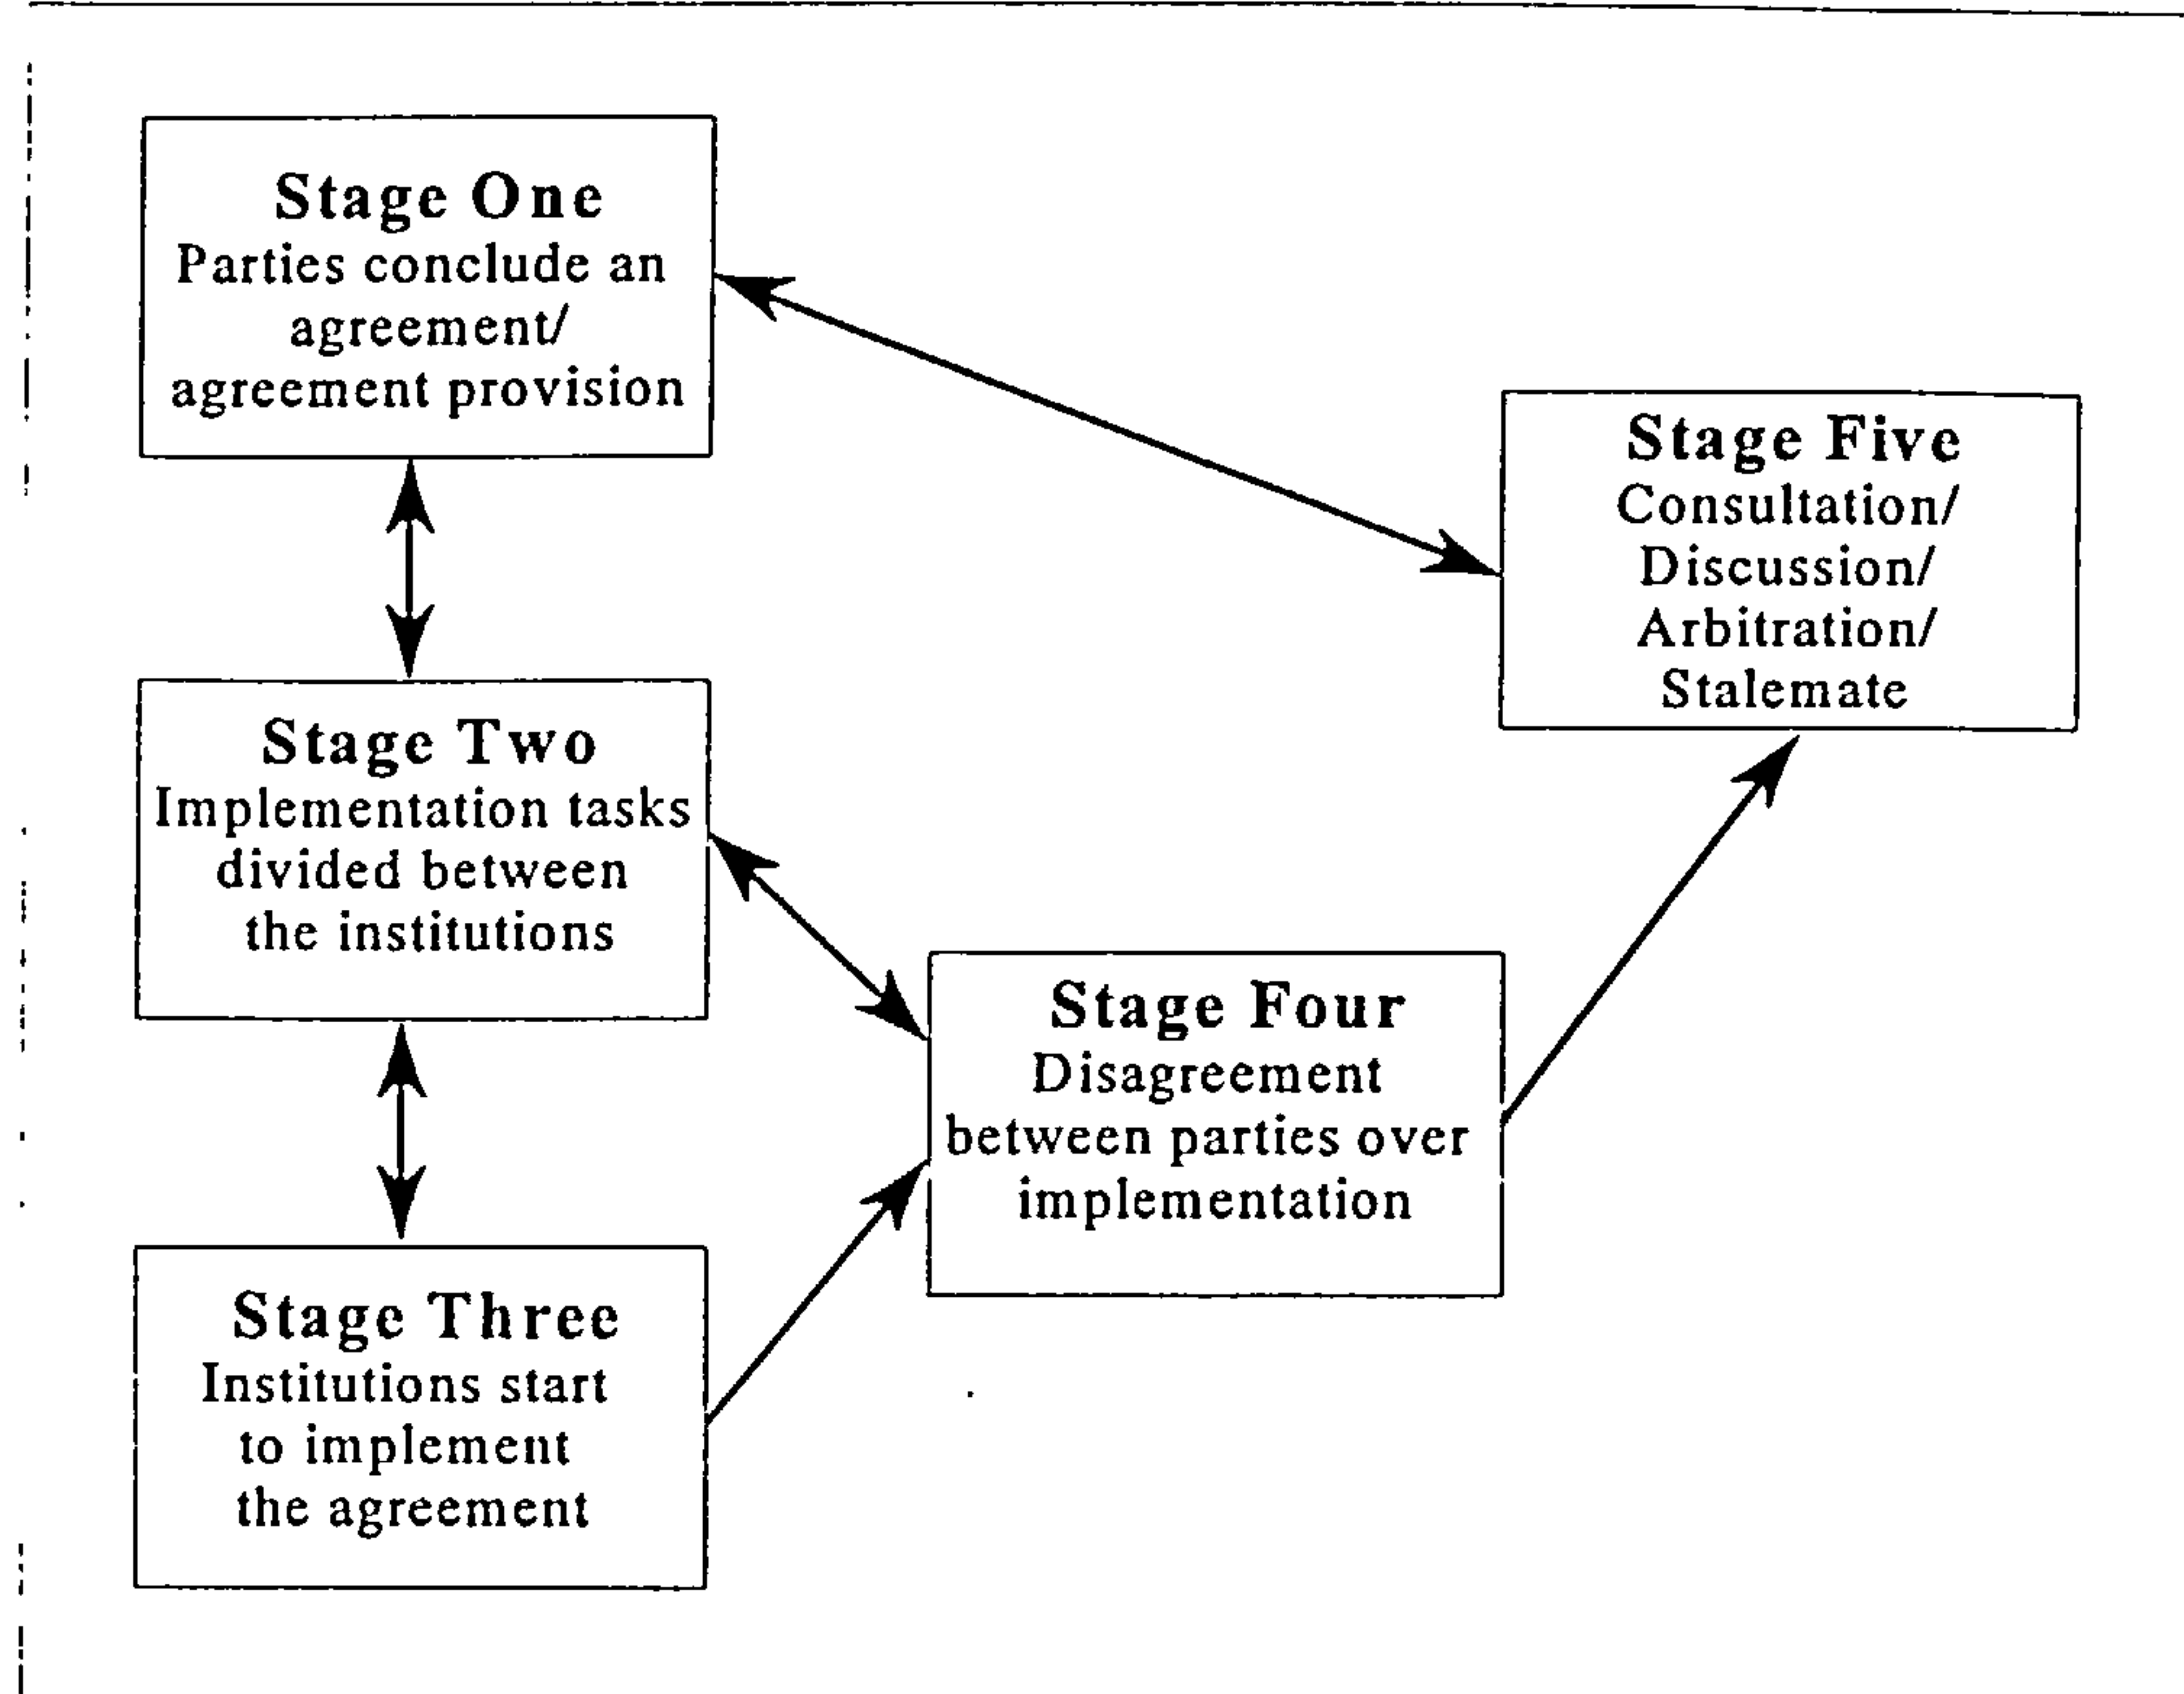 Stage One
Parties conclude an
agreement/
agreement provision
Stage Five
Consultation/
Discussion/
Arbitration/
Stalemate
Stage Two
Implementation tasks
divided between
the institutions
Stage Four
Disagreement
between parties over
implementation
Stage Three
Institutions start
to implement
the agreement